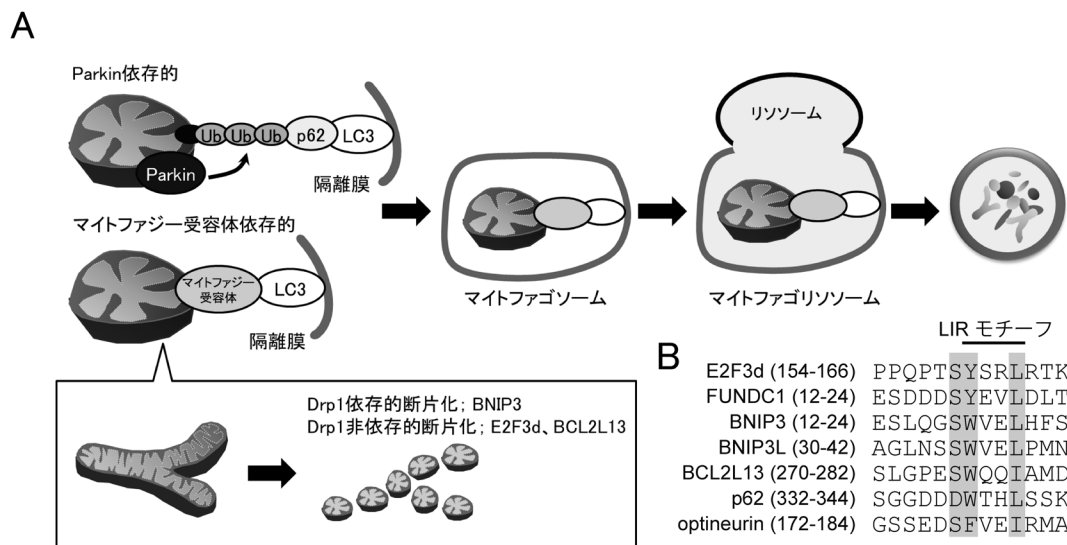 A
Parkin依存的
Ub Ub Ub p62 LC3
Parkin
隔離膜
マイトファジー受容体依存的
マイトファジー
受容体
LC3
隔離膜
マイトファゴソーム
リソソーム
マイトファゴリソソーム
Drp1依存的断片化; BNIP3
Drp1非依存的断片化; E2F3d、BCL2L13
B
LIR モチーフ
E2F3d (154-166) PPQPTSYSRLRTK
FUNDC1 (12-24) ESDDDSYEVLDLT
BNIP3 (12-24) ESLQGSWVELHFS
BNIP3L (30-42) AGLNSSWVELPMN
BCL2L13 (270-282) SLGPESWQQIAMD
p62 (332-344) SGGDDDWTHLSSK
optineurin (172-184) GSSEDSFVEIRMA